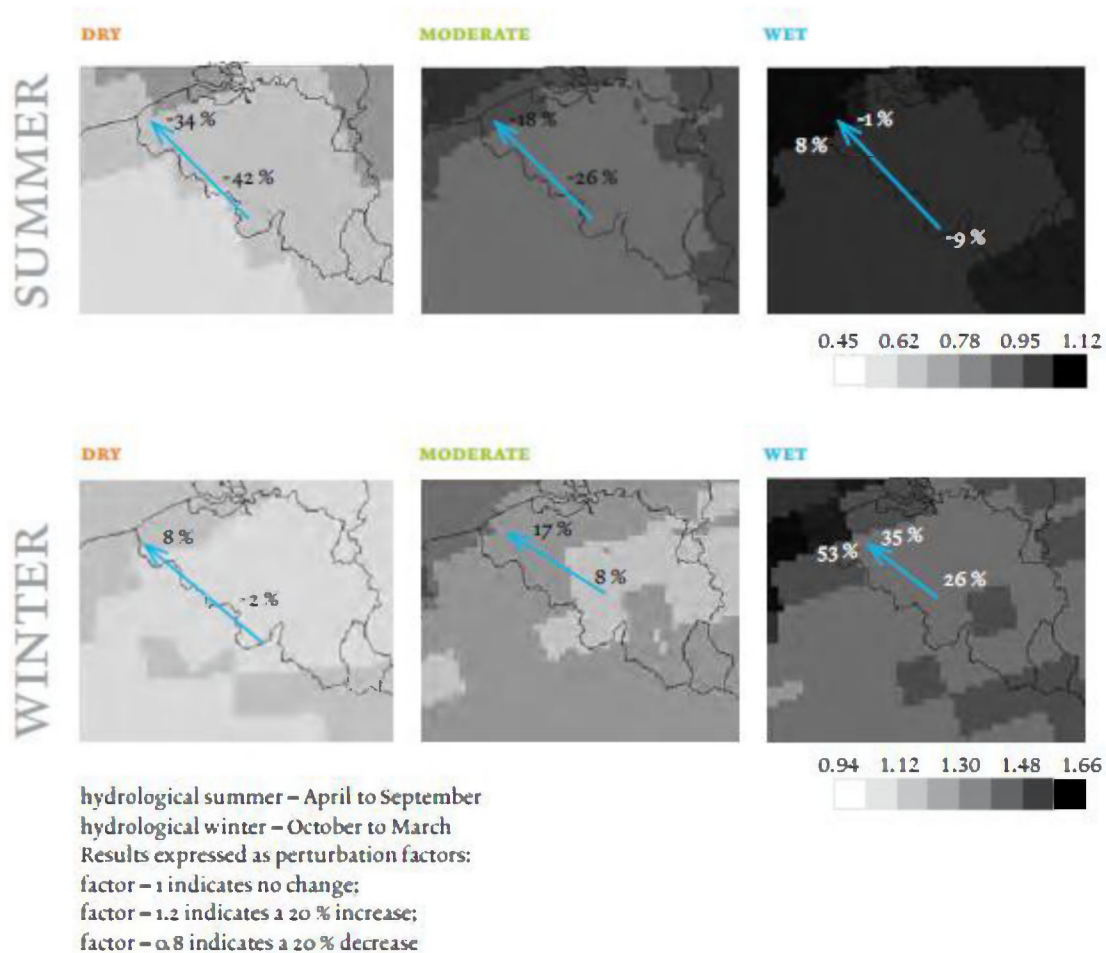 SUMMER
DRY
MODERATE
WET
-34 %
-42 %
-18 %
-26 %
-1 %
8 %
-9 %
0.45 0.62 0.78 0.95 1.12
WINTER
DRY
MODERATE
WET
8 %
-2 %
17 %
8 %
35 %
53 %
26 %
0.94 1.12 1.30 1.48 1.66
hydrological summer – April to September
hydrological winter – October to March
Results expressed as perturbation factors:
factor = 1 indicates no change;
factor = 1.2 indicates a 20 % increase;
factor = 0.8 indicates a 20 % decrease